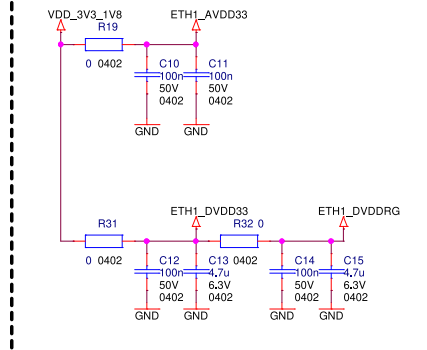 VDD_3V3_1V8 ETH1_AVDD33
R19
0 0402
C10 C11
100n 100n
50V 50V
0402 0402
GND GND
ETH1_DVDD33 ETH1_DVDDRG
R31 R32 0
0 0402 0402
C12 C13 C14 C15
100n 4.7u 100n 4.7u
50V 6.3V 50V 6.3V
0402 0402 0402 0402
GND GND GND GND